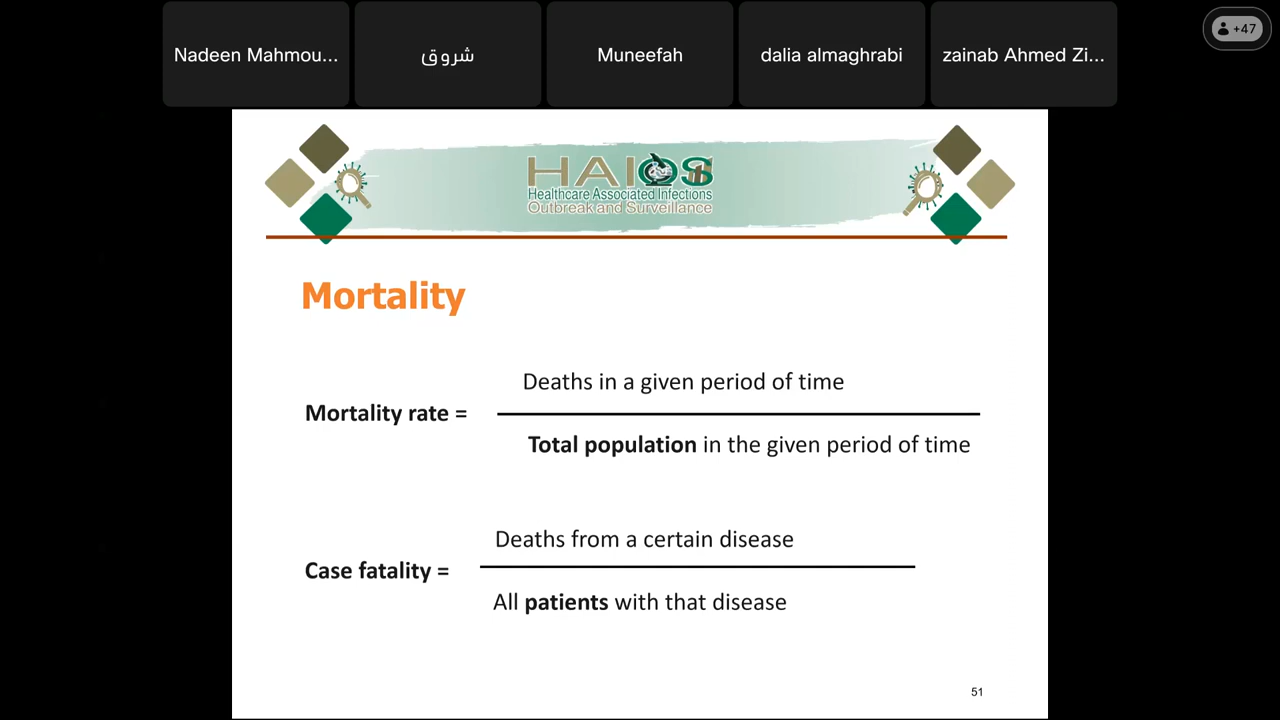 Nadeen Mahmou...
شروق
Muneefah
dalia almaghrabi
zainab Ahmed Zi...
+47
HAIOS
Healthcare Associated Infections
Outbreak and Surveillance
Mortality
Deaths in a given period of time
Mortality rate =
Total population in the given period of time
Deaths from a certain disease
Case fatality =
All patients with that disease
51